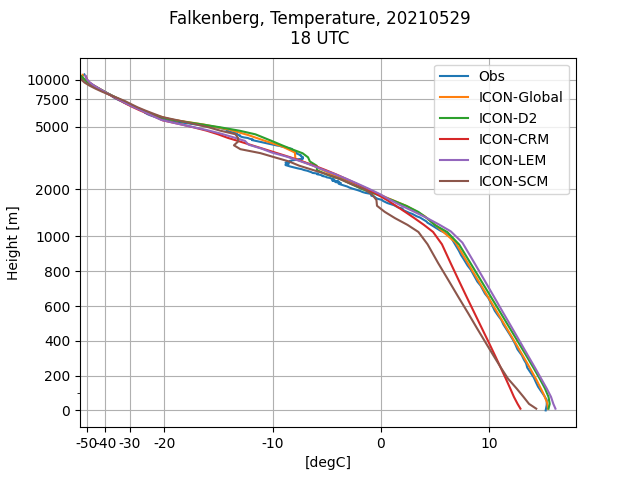 Falkenberg, Temperature, 20210529
18 UTC
Height [m]
10000
7500
5000
2000
1000
800
600
400
200
0
Obs
ICON-Global
ICON-D2
ICON-CRM
ICON-LEM
ICON-SCM
-50 -40 -30 -20 -10 0 10
[degC]